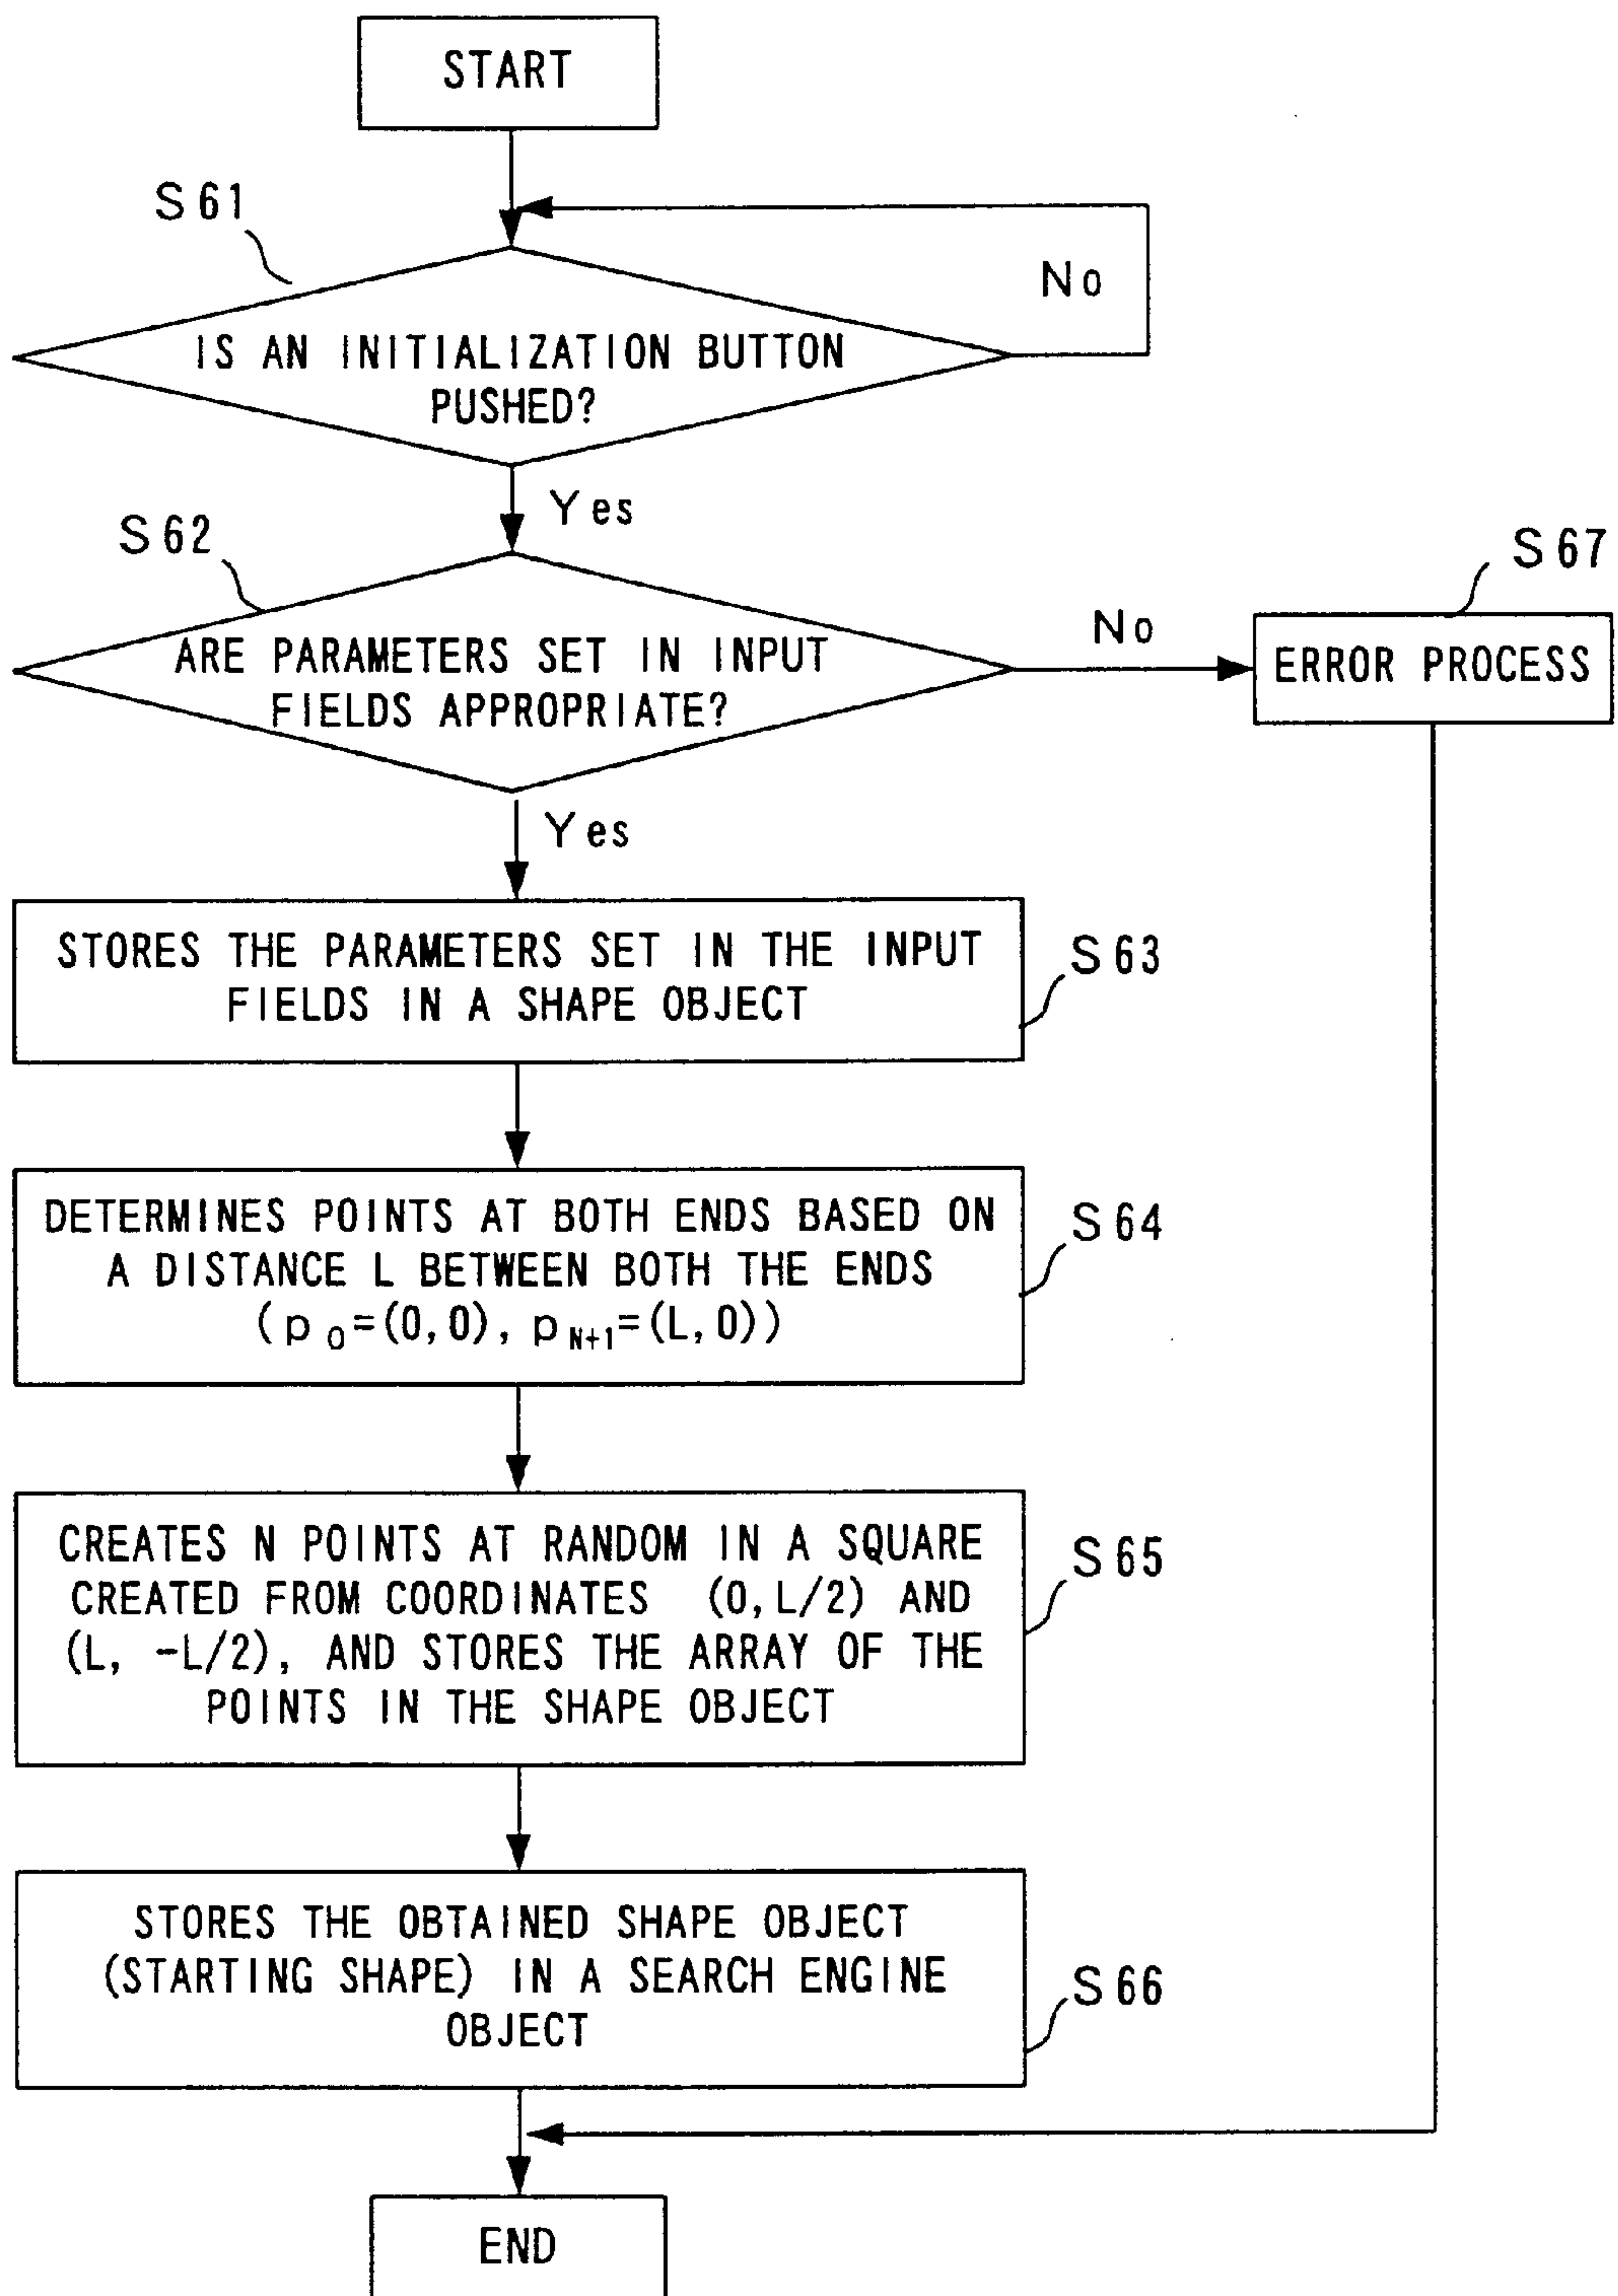 START
S61
No
IS AN INITIALIZATION BUTTON
PUSHED?
Yes
S62
S67
No
ARE PARAMETERS SET IN INPUT
FIELDS APPROPRIATE?
ERROR PROCESS
Yes
STORES THE PARAMETERS SET IN THE INPUT
FIELDS IN A SHAPE OBJECT
S63
DETERMINES POINTS AT BOTH ENDS BASED ON
A DISTANCE L BETWEEN BOTH THE ENDS
(p₀=(0,0), pN+1=(L,0))
S64
CREATES N POINTS AT RANDOM IN A SQUARE
CREATED FROM COORDINATES (0,L/2) AND
(L, -L/2), AND STORES THE ARRAY OF THE
POINTS IN THE SHAPE OBJECT
S65
STORES THE OBTAINED SHAPE OBJECT
(STARTING SHAPE) IN A SEARCH ENGINE
OBJECT
S66
END